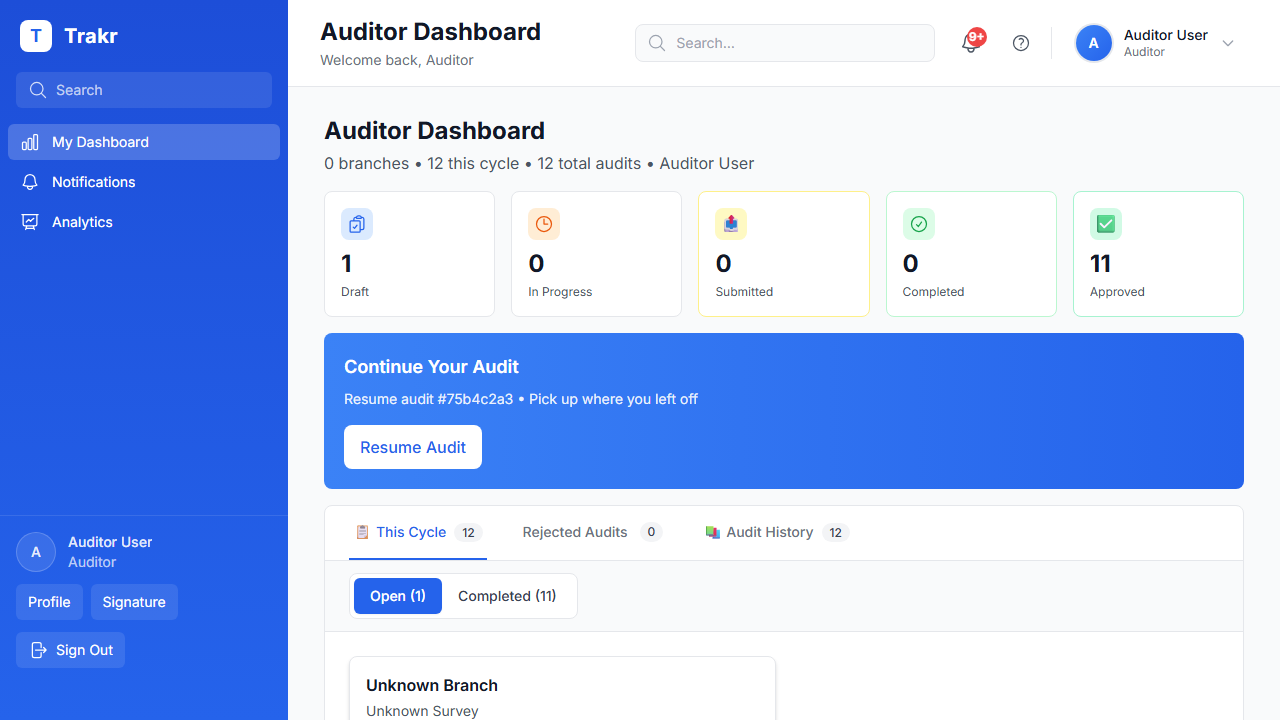 T Trakr
Search
My Dashboard
Notifications
Analytics
A
Auditor User
Auditor
Profile
Signature
Sign Out
Auditor Dashboard
Welcome back, Auditor
Search...
9+
A
Auditor User
Auditor
Auditor Dashboard
0 branches • 12 this cycle • 12 total audits • Auditor User
1
Draft
0
In Progress
0
Submitted
0
Completed
11
Approved
Continue Your Audit
Resume audit #75b4c2a3 • Pick up where you left off
Resume Audit
This Cycle 12
Rejected Audits 0
Audit History 12
Open (1)
Completed (11)
Unknown Branch
Unknown Survey